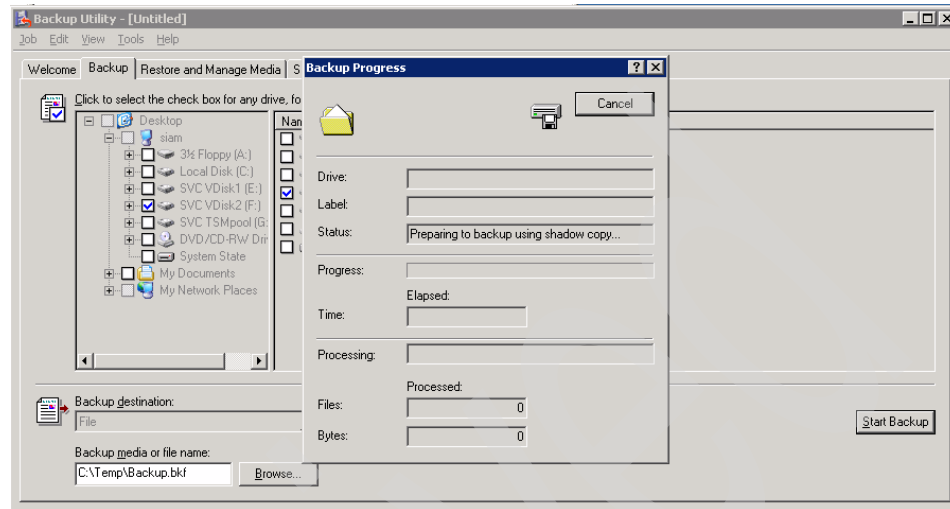 Backup Utility - [Untitled]
Job Edit View Tools Help
Welcome Backup Restore and Manage Media S
Click to select the check box for any drive, fo
Desktop
siam
3½ Floppy (A:)
Local Disk (C:)
SVC VDisk1 (E:)
SVC VDisk2 (F:)
SVC TSMpool (G:
DVD/CD-RW Dri
System State
My Documents
My Network Places
Nan
Backup destination:
File
Backup media or file name:
C:\Temp\Backup.bkf Browse...
Start Backup
Backup Progress
Cancel
Drive:
Label:
Status: Preparing to backup using shadow copy...
Progress:
Elapsed:
Time:
Processing:
Processed:
Files: 0
Bytes: 0